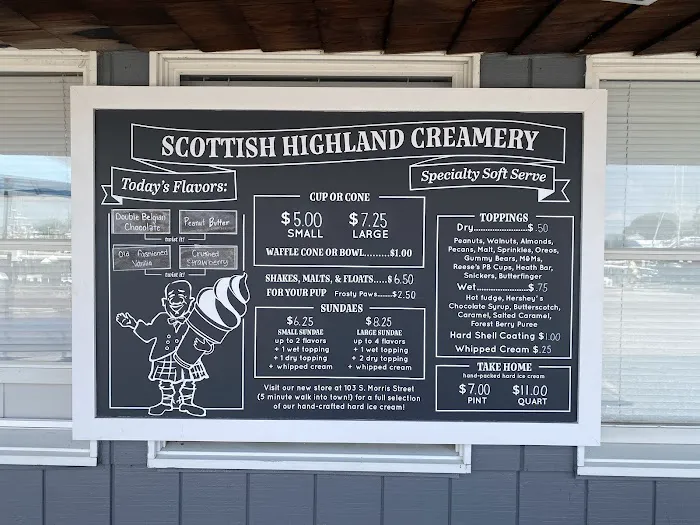 SCOTTISH HIGHLAND CREAMERY
Specialty Soft Serve
Today's Flavors:
Double Belgian
Chocolate
Peanut Butter
twist it!
Old Fashioned
Vanilla
Crushed
Strawberry
twist it!
CUP OR CONE
$5.00 $7.25
SMALL LARGE
WAFFLE CONE OR BOWL.....$1.00
SHAKES, MALTS, & FLOATS.....$6.50
FOR YOUR PUP Frosty Paws.......$2.50
SUNDAES
$6.25
SMALL SUNDAE
up to 2 flavors
+ 1 wet topping
+ 1 dry topping
+ whipped cream
$8.25
LARGE SUNDAE
up to 4 flavors
+ 1 wet topping
+ 2 dry topping
+ whipped cream
Visit our new store at 103 S. Morris Street
(5 minute walk into town!) for a full selection
of our hand-crafted hard ice cream!
TOPPINGS
Dry..................$.50
Peanuts, Walnuts, Almonds,
Pecans, Malt, Sprinkles, Oreos,
Gummy Bears, M&Ms,
Reese's PB Cups, Heath Bar,
Snickers, Butterfinger
Wet..................$.75
Hot fudge, Hershey's
Chocolate Syrup, Butterscotch,
Caramel, Salted Caramel,
Forest Berry Puree
Hard Shell Coating $1.00
Whipped Cream $.25
TAKE HOME
hand-packed hard ice cream
$7.00 $11.00
PINT QUART